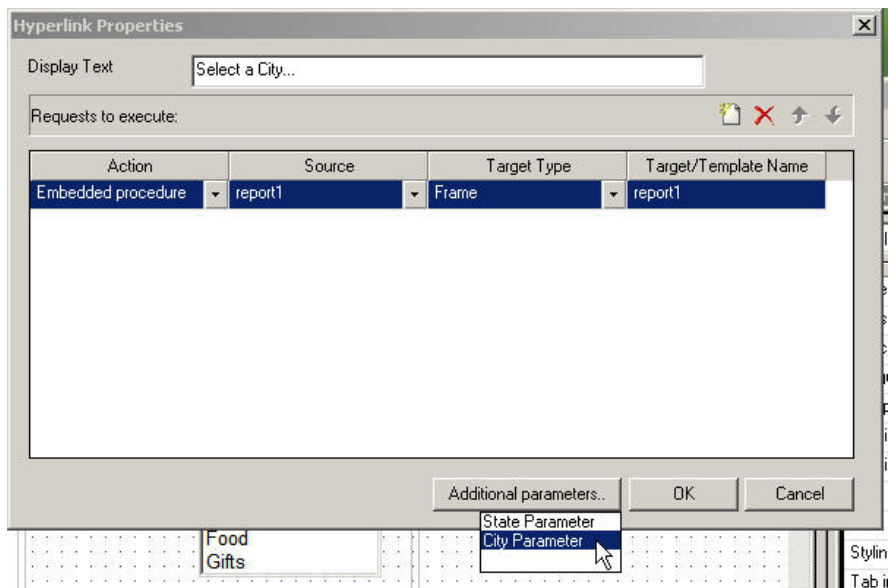 Hyperlink Properties
Display Text Select a City...
Requests to execute:
Action Source Target Type Target/Template Name
Embedded procedure report1 Frame report1
Additional parameters.. OK Cancel
State Parameter
City Parameter
Food
Gifts
Stylin
Tab i